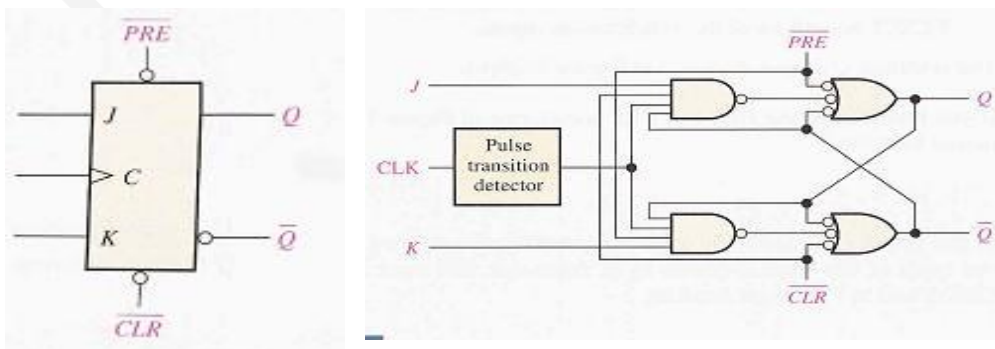 PRE
J
Q
C
K
Q
CLR
PRE
J
Q
Pulse
transition
detector
CLK
K
Q
CLR